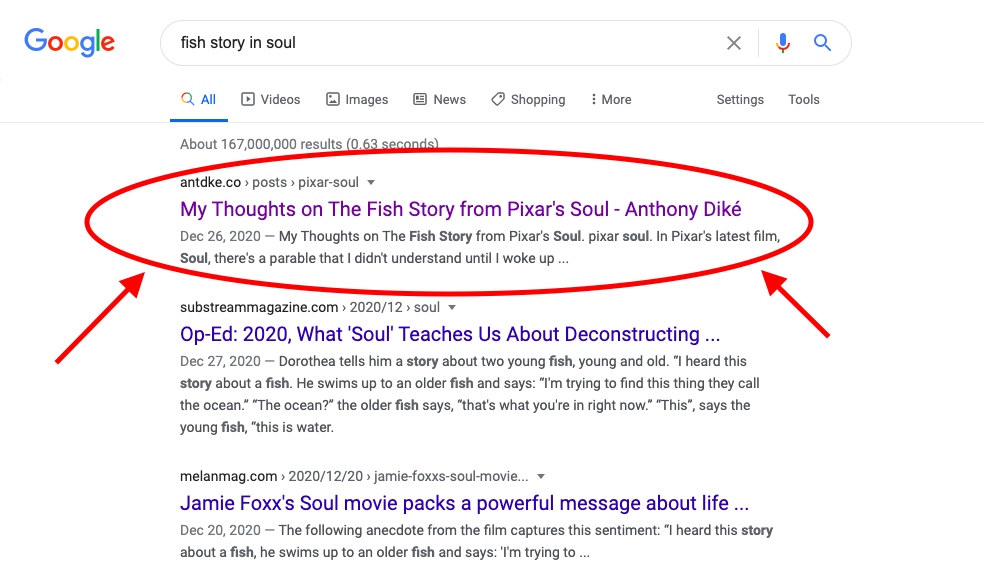 Google
fish story in soul
All Videos Images News Shopping More Settings Tools
About 167,000,000 results (0.63 seconds)
antdke.co › posts › pixar-soul
My Thoughts on The Fish Story from Pixar's Soul - Anthony Diké
Dec 26, 2020 — My Thoughts on The Fish Story from Pixar's Soul. pixar soul. In Pixar's latest film,
Soul, there's a parable that I didn't understand until I woke up ...
substreammagazine.com › 2020/12 › soul
Op-Ed: 2020, What 'Soul' Teaches Us About Deconstructing ...
Dec 27, 2020 — Dorothea tells him a story about two young fish, young and old. “I heard this
story about a fish. He swims up to an older fish and says: “I'm trying to find this thing they call
the ocean.” “The ocean?” the older fish says, “that's what you're in right now.” “This”, says the
young fish, “this is water.
melanmag.com › 2020/12/20 › jamie-foxxs-soul-movie...
Jamie Foxx's Soul movie packs a powerful message about life ...
Dec 20, 2020 — The following anecdote from the film captures this sentiment: “I heard this story
about a fish, he swims up to an older fish and says: 'I'm trying to ...